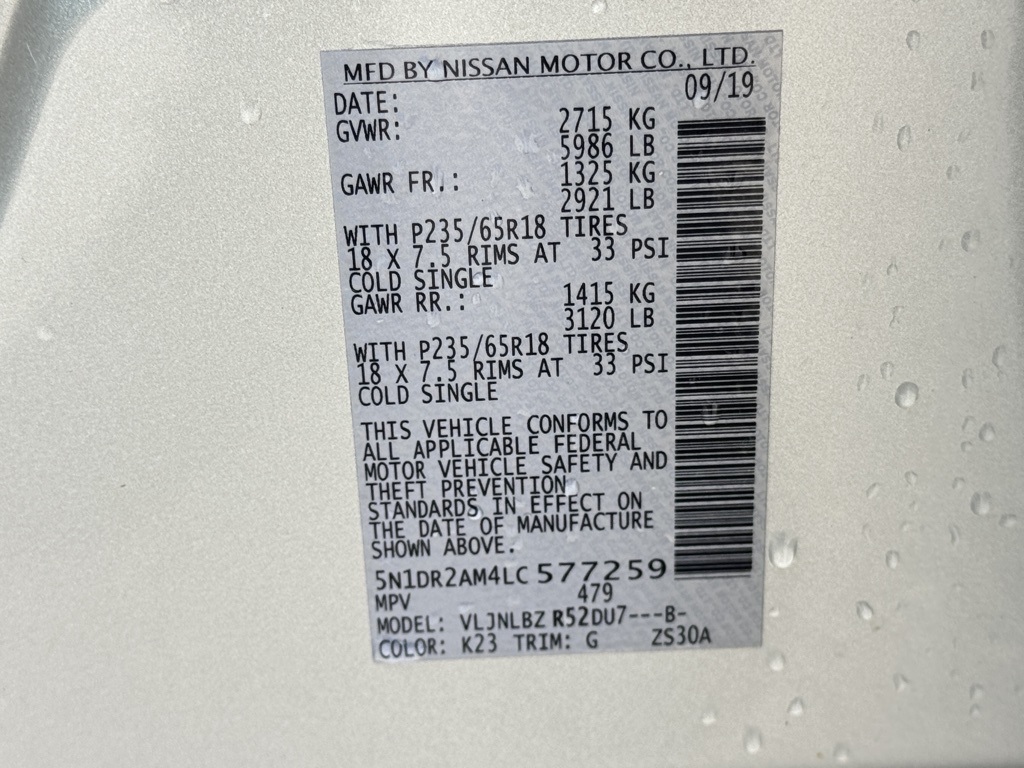 MFD BY NISSAN MOTOR CO., LTD.
DATE: 09/19
GVWR: 2715 KG
5986 LB
GAWR FR.: 1325 KG
2921 LB
WITH P235/65R18 TIRES
18 X 7.5 RIMS AT 33 PSI
COLD SINGLE
GAWR RR.: 1415 KG
3120 LB
WITH P235/65R18 TIRES
18 X 7.5 RIMS AT 33 PSI
COLD SINGLE
THIS VEHICLE CONFORMS TO
ALL APPLICABLE FEDERAL
MOTOR VEHICLE SAFETY AND
THEFT PREVENTION
STANDARDS IN EFFECT ON
THE DATE OF MANUFACTURE
SHOWN ABOVE.
5N1DR2AM4LC 577259
MPV 479
MODEL: VLJNLBZ R52DU7---B-
COLOR: K23 TRIM: G ZS30A